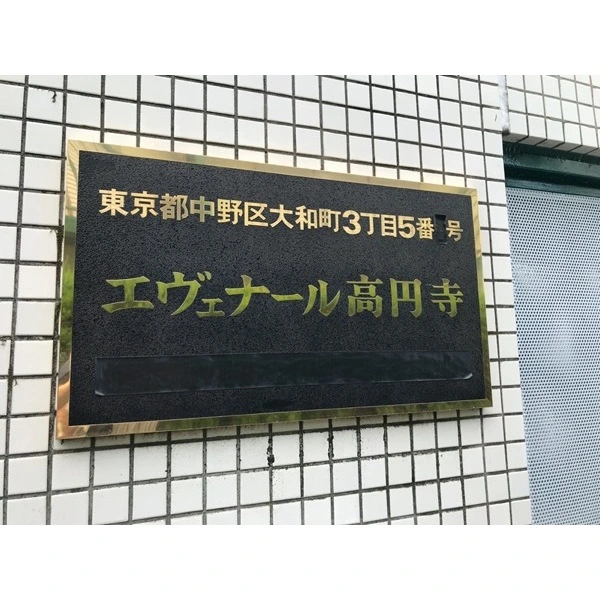 東京都中野区大和町3丁目5番 号
エヴェナール高円寺